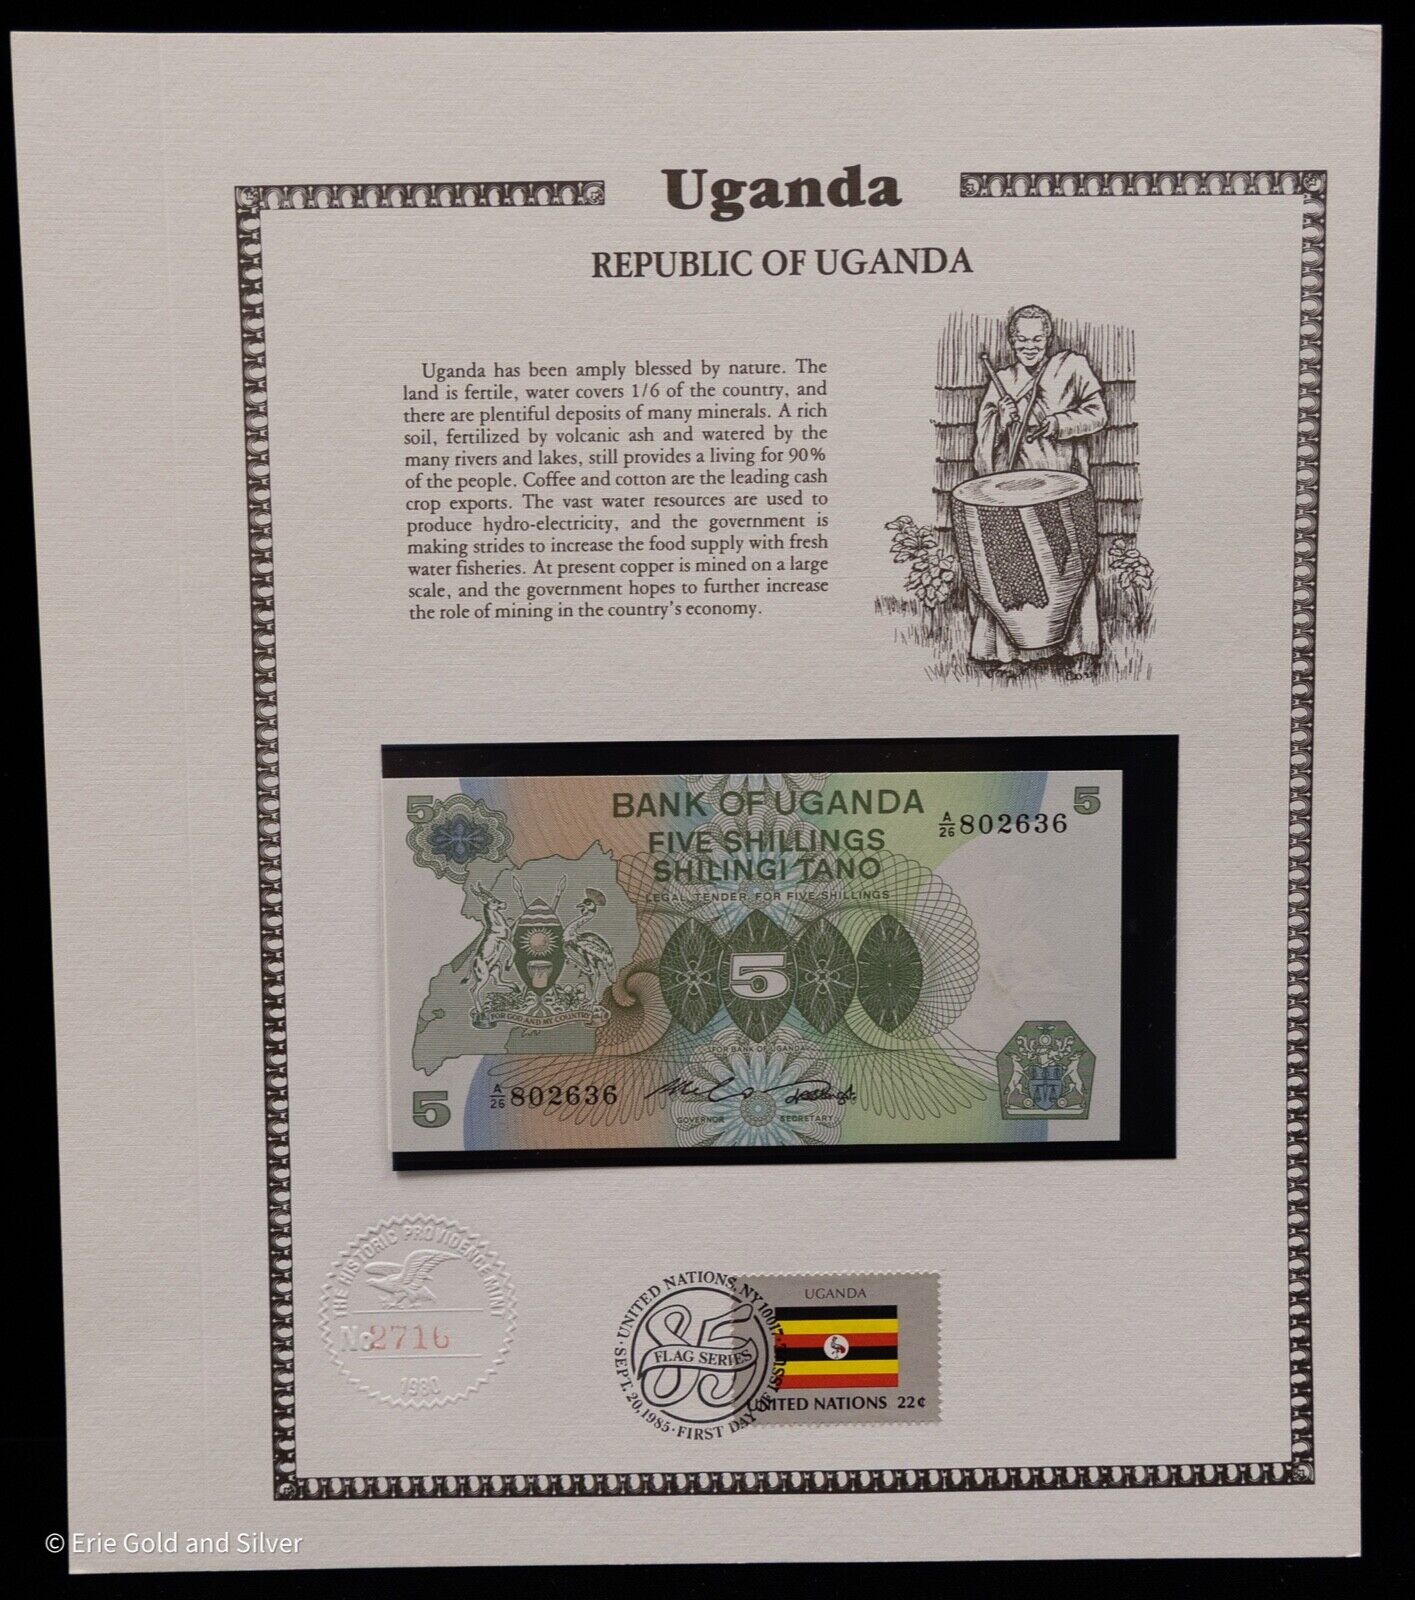 Uganda
REPUBLIC OF UGANDA
Uganda has been amply blessed by nature. The
land is fertile, water covers 1/6 of the country, and
there are plentiful deposits of many minerals. A rich
soil, fertilized by volcanic ash and watered by the
many rivers and lakes, still provides a living for 90%
of the people. Coffee and cotton are the leading cash
crop exports. The vast water resources are used to
produce hydro-electricity, and the government is
making strides to increase the food supply with fresh
water fisheries. At present copper is mined on a large
scale, and the government hopes to further increase
the role of mining in the country's economy.
5
BANK OF UGANDA
5
FIVE SHILLINGS
A/26 802636
SHILINGI TANO
LEGAL TENDER FOR FIVE SHILLINGS
5
FOR GOD AND MY COUNTRY
FOR BANK OF UGANDA
5
A/26 802636
GOVERNOR
SECRETARY
THE HISTORIC PROVIDENCE MINT
No 2716
1980
UNITED NATIONS, NY 10017
FIRST DAY OF ISSUE
SEPT. 20, 1985
85
FLAG SERIES
UGANDA
UNITED NATIONS 22¢
© Erie Gold and Silver